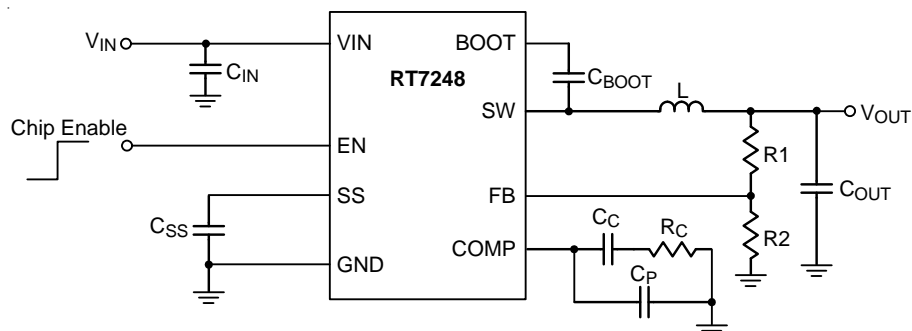 VIN
CIN
VIN
BOOT
RT7248
CBOOT
L
SW
VOUT
Chip Enable
EN
R1
SS
FB
COUT
CSS
CC
RC
R2
COMP
GND
CP